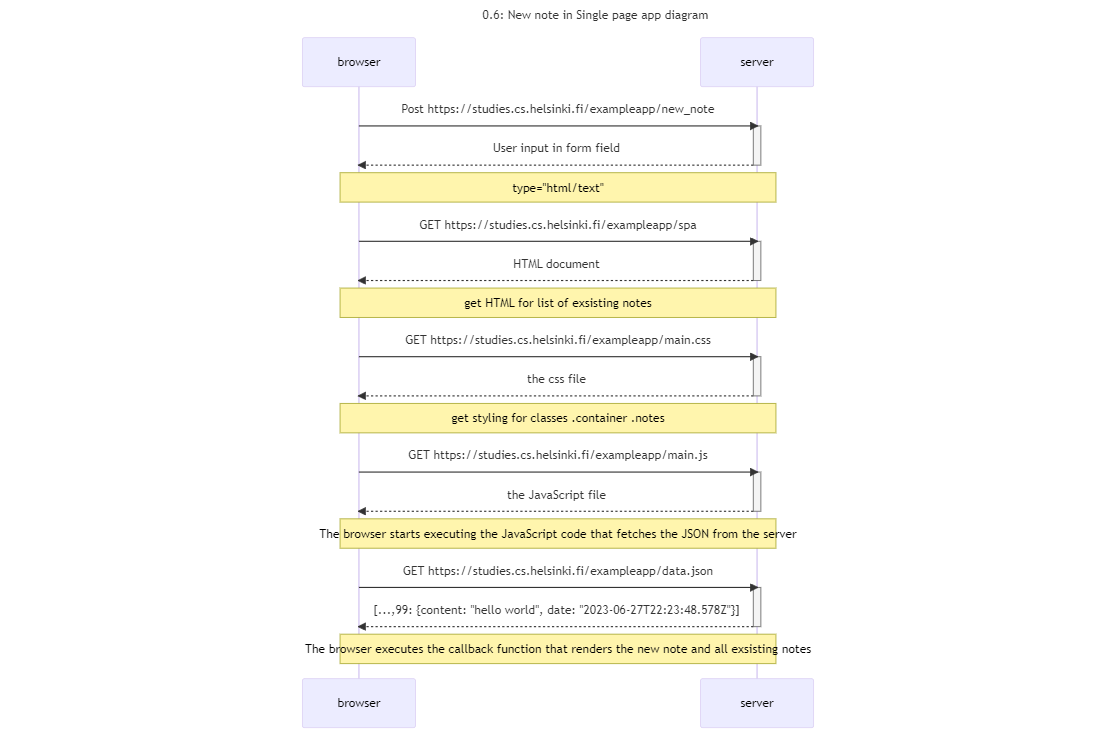 0.6: New note in Single page app diagram
browser
server
Post https://studies.cs.helsinki.fi/exampleapp/new_note
User input in form field
type="html/text"
GET https://studies.cs.helsinki.fi/exampleapp/spa
HTML document
get HTML for list of exsisting notes
GET https://studies.cs.helsinki.fi/exampleapp/main.css
the css file
get styling for classes .container .notes
GET https://studies.cs.helsinki.fi/exampleapp/main.js
the JavaScript file
The browser starts executing the JavaScript code that fetches the JSON from the server
GET https://studies.cs.helsinki.fi/exampleapp/data.json
[...,99: {content: "hello world", date: "2023-06-27T22:23:48.578Z"}]
The browser executes the callback function that renders the new note and all exsisting notes
browser
server